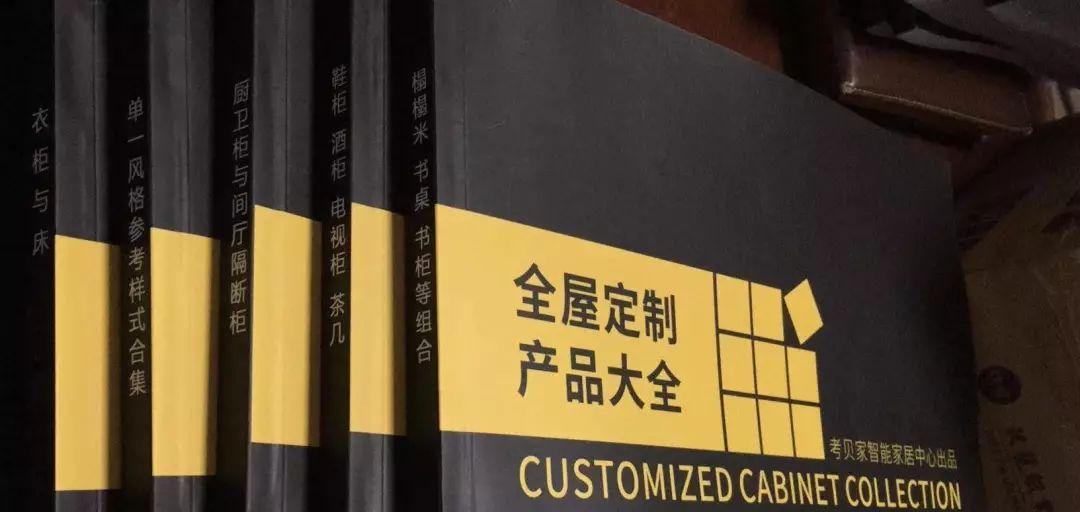 衣柜与床
单一风格参考样式合集
厨卫柜与间厅隔断柜
鞋柜 酒柜 电视柜 茶几
榻榻米 书桌 书柜等组合
全屋定制
产品大全
考贝家智能家居中心出品
CUSTOMIZED CABINET COLLECTION